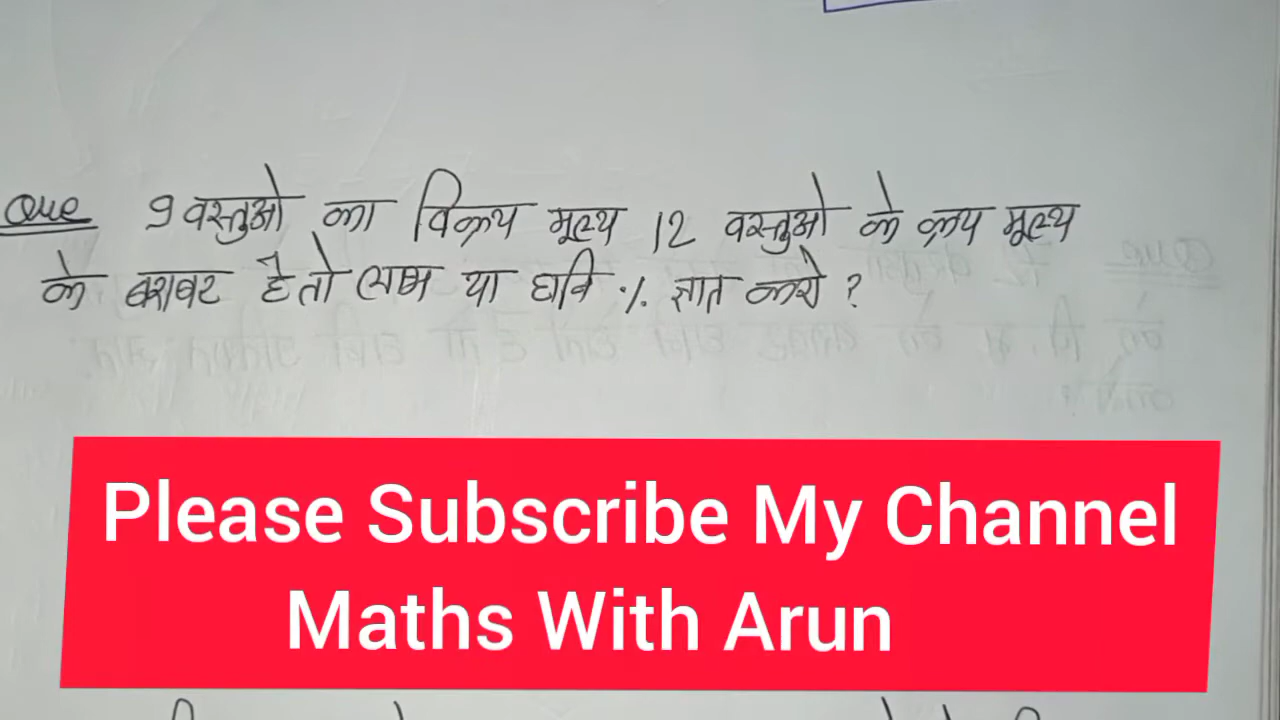 Que 9 वस्तुओ का विक्रय मूल्य 12 वस्तुओ के क्रय मूल्य
के बराबर है तो लाभ या हानि % ज्ञात करो ?
Please Subscribe My Channel
Maths With Arun